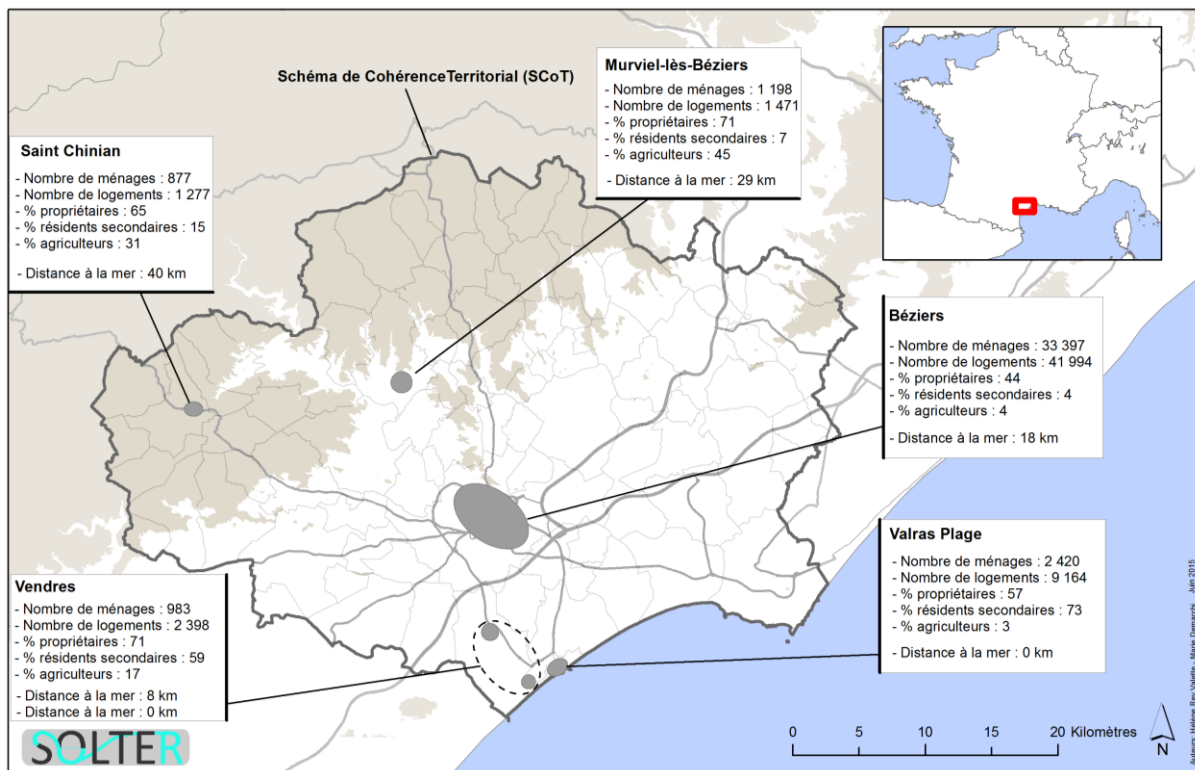 Schéma de CohérenceTerritorial (SCoT)
Murviel-lès-Béziers
- Nombre de ménages : 1 198
- Nombre de logements : 1 471
- % propriétaires : 71
- % résidents secondaires : 7
- % agriculteurs : 45
- Distance à la mer : 29 km
Saint Chinian
- Nombre de ménages : 877
- Nombre de logements : 1 277
- % propriétaires : 65
- % résidents secondaires : 15
- % agriculteurs : 31
- Distance à la mer : 40 km
Béziers
- Nombre de ménages : 33 397
- Nombre de logements : 41 994
- % propriétaires : 44
- % résidents secondaires : 4
- % agriculteurs : 4
- Distance à la mer : 18 km
Valras Plage
- Nombre de ménages : 2 420
- Nombre de logements : 9 164
- % propriétaires : 57
- % résidents secondaires : 73
- % agriculteurs : 3
- Distance à la mer : 0 km
Vendres
- Nombre de ménages : 983
- Nombre de logements : 2 398
- % propriétaires : 71
- % résidents secondaires : 59
- % agriculteurs : 17
- Distance à la mer : 8 km
- Distance à la mer : 0 km
SOLTER
0 5 10 20 Kilomètres
N
Auteurs: Hélène Rey Valette - Marie Demarchi - Juin 2015